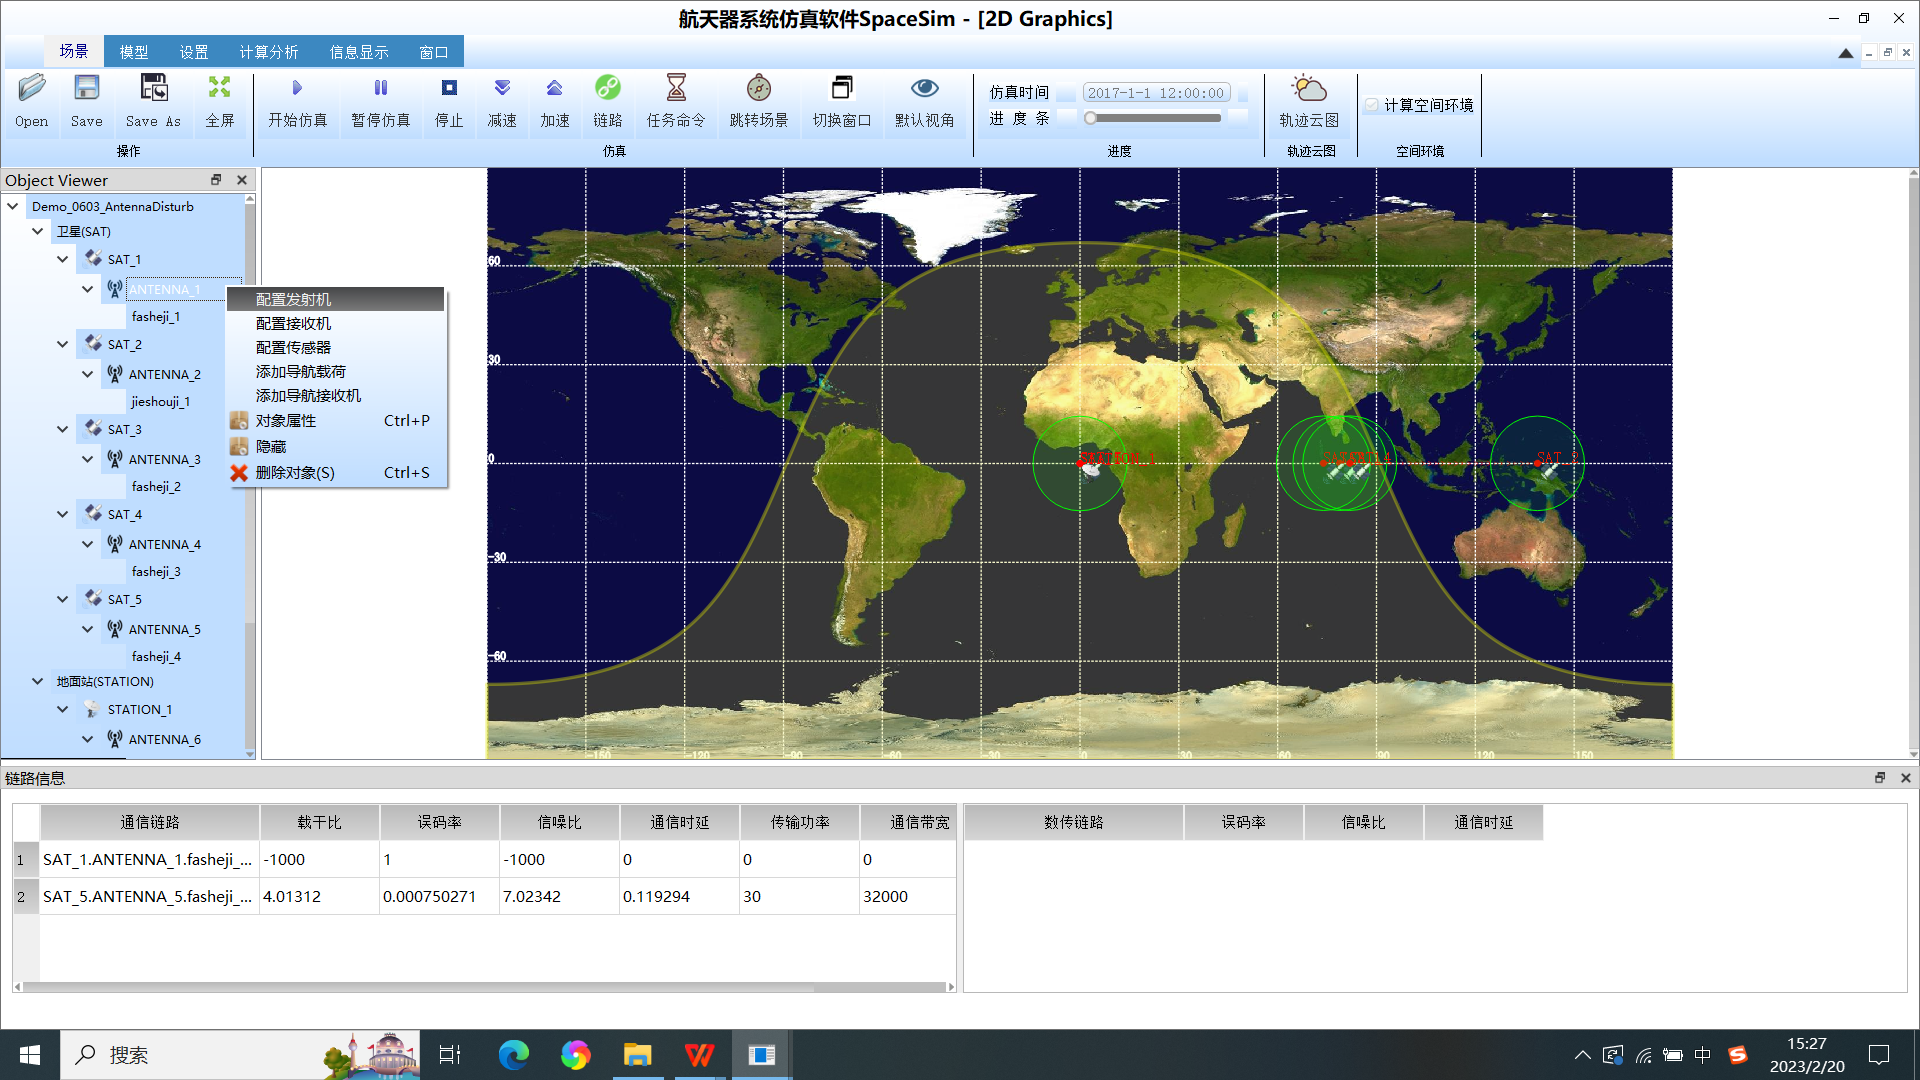 航天器系统仿真软件SpaceSim - [2D Graphics]
场景 模型 设置 计算分析 信息显示 窗口
Open Save Save As 全屏
操作
开始仿真 暂停仿真 停止 减速 加速 链路 任务命令 跳转场景 切换窗口 默认视角
仿真
仿真时间 2017-1-1 12:00:00
进 度 条
进度
轨迹云图
轨迹云图
计算空间环境
空间环境
Object Viewer
Demo_0603_AntennaDisturb
卫星(SAT)
SAT_1
ANTENNA_1
fasheji_1
SAT_2
ANTENNA_2
jieshouji_1
SAT_3
ANTENNA_3
fasheji_2
SAT_4
ANTENNA_4
fasheji_3
SAT_5
ANTENNA_5
fasheji_4
地面站(STATION)
STATION_1
ANTENNA_6
配置发射机
配置接收机
配置传感器
添加导航载荷
添加导航接收机
对象属性 Ctrl+P
隐藏
删除对象(S) Ctrl+S
60
30
0
-30
-60
-150 -120 -90 -60 -30 0 30 60 90 120 150
SAT_2
链路信息
通信链路 载干比 误码率 信噪比 通信时延 传输功率 通信带宽
1 SAT_1.ANTENNA_1.fasheji_... -1000 1 -1000 0 0 0
2 SAT_5.ANTENNA_5.fasheji_... 4.01312 0.000750271 7.02342 0.119294 30 32000
数传链路 误码率 信噪比 通信时延
搜索
中
15:27
2023/2/20